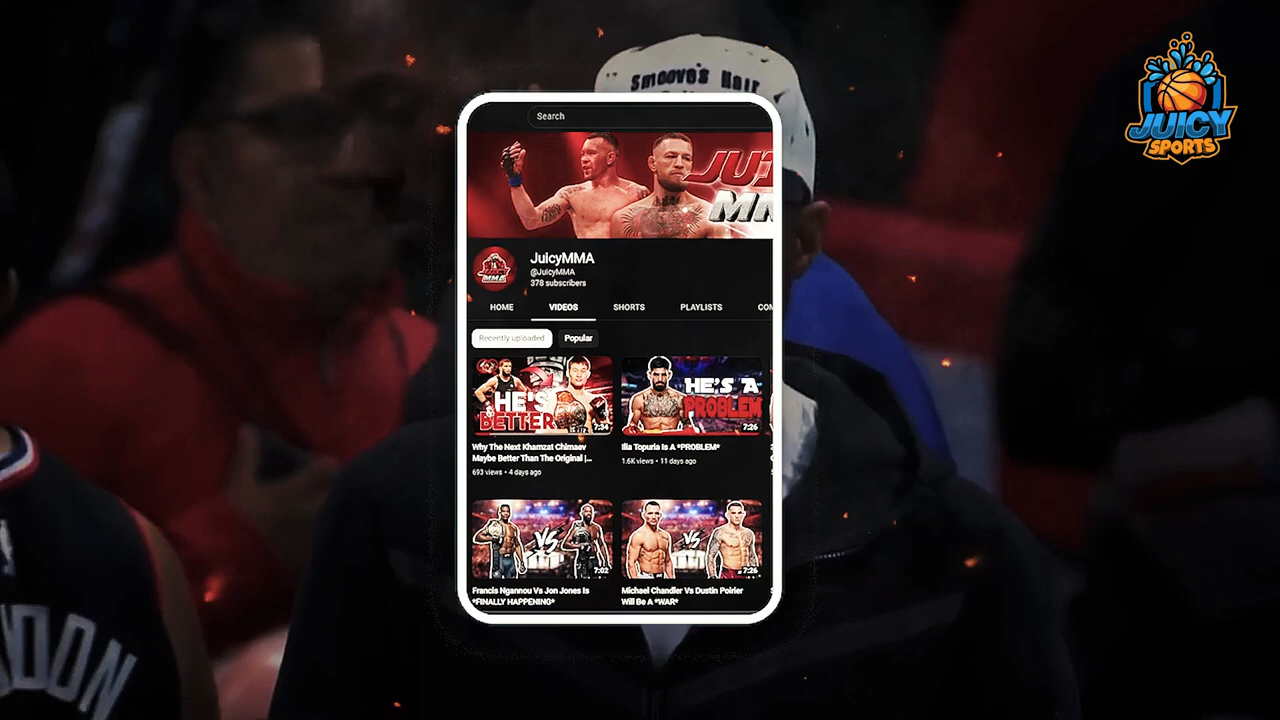 Smoove's Hair
JUICY
SPORTS
Search
MM
JUICY
MMA
JuicyMMA
@JuicyMMA
378 subscribers
HOME VIDEOS SHORTS PLAYLISTS COM
Recently uploaded Popular
HE'S
BETTER
7:34
HE'S A
PROBLEM
7:26
Why The Next Khamzat Chimaev
Maybe Better Than The Original |...
693 views • 4 days ago
Ilia Topuria Is A *PROBLEM*
1.6K views • 11 days ago
VS
7:02
VS
7:26
Francis Ngannou Vs Jon Jones Is
*FINALLY HAPPENING*
Michael Chandler Vs Dustin Poirier
Will Be A *WAR*